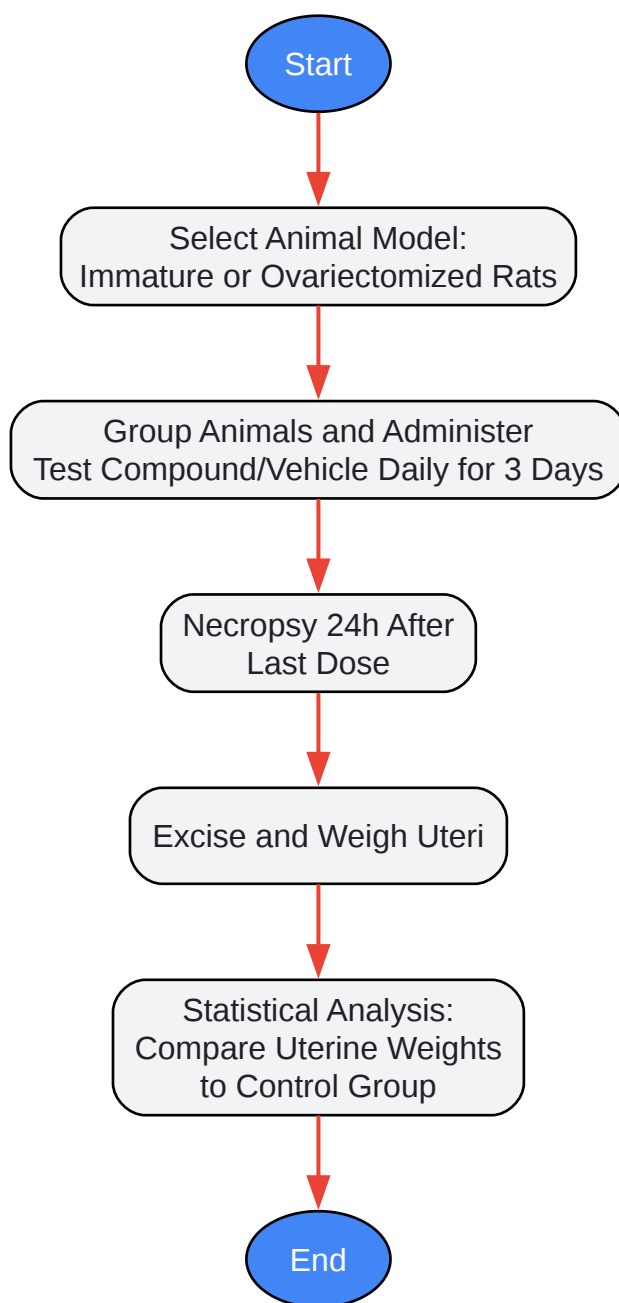 Start
Select Animal Model:
Immature or Ovariectomized Rats
Group Animals and Administer
Test Compound/Vehicle Daily for 3 Days
Necropsy 24h After
Last Dose
Excise and Weigh Uteri
Statistical Analysis:
Compare Uterine Weights
to Control Group
End